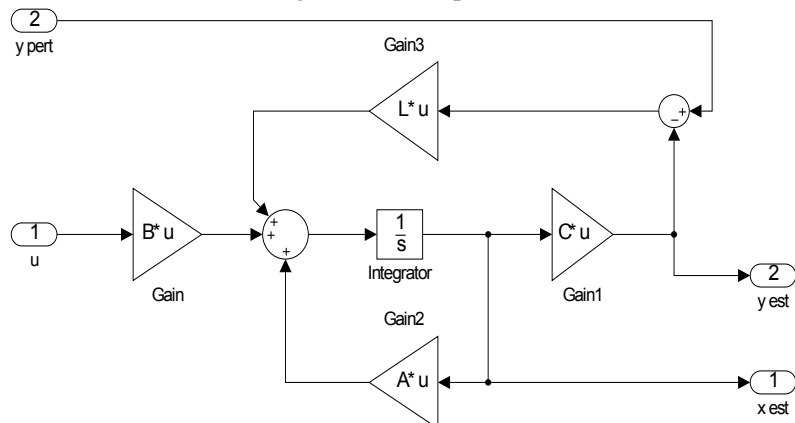 2
y pert
Gain3
L* u
+
−
1
u
B* u
Gain
+
+
+
1
s
Integrator
C* u
Gain1
2
y est
Gain2
A* u
1
x est